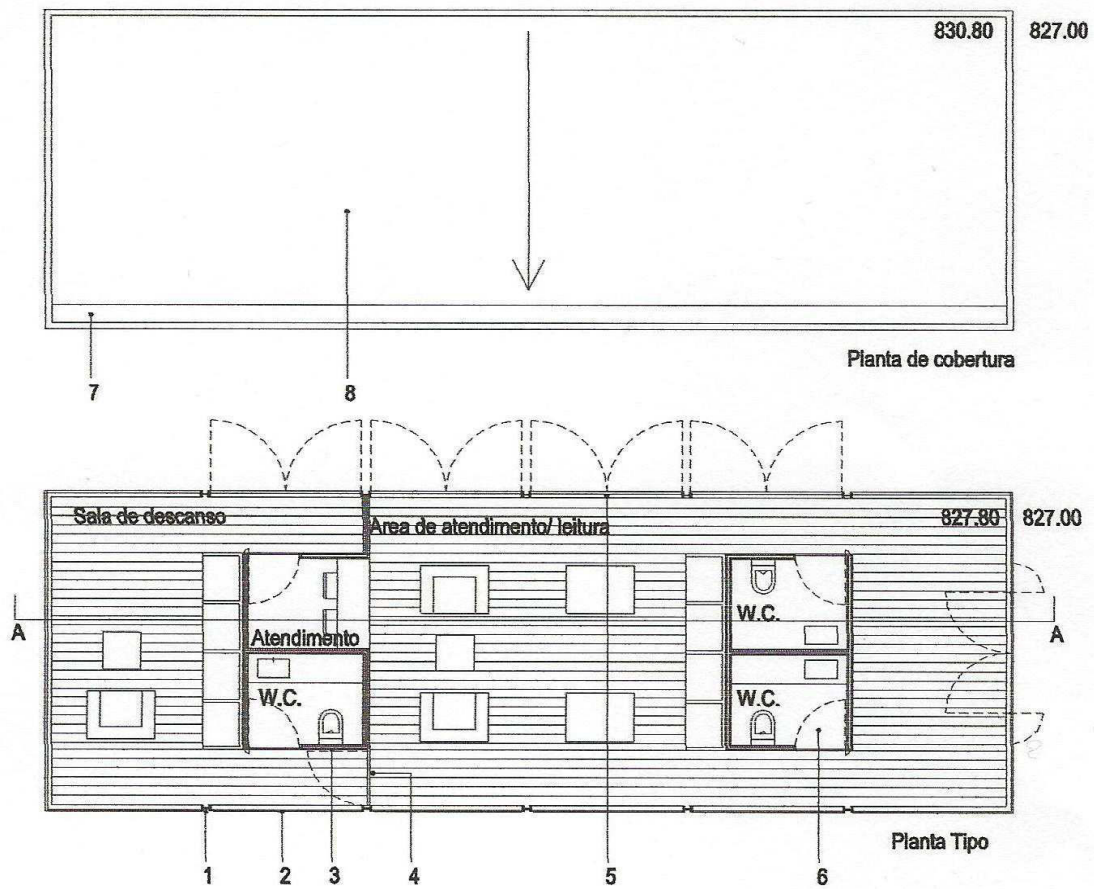 830.80 827.00
Planta de cobertura
7 8
Sala de descanso
Area de atendimento/ leitura
827.80 827.00
A A
W.C.
Atendimento
W.C. W.C.
Planta Tipo
1 2 3 4 5 6